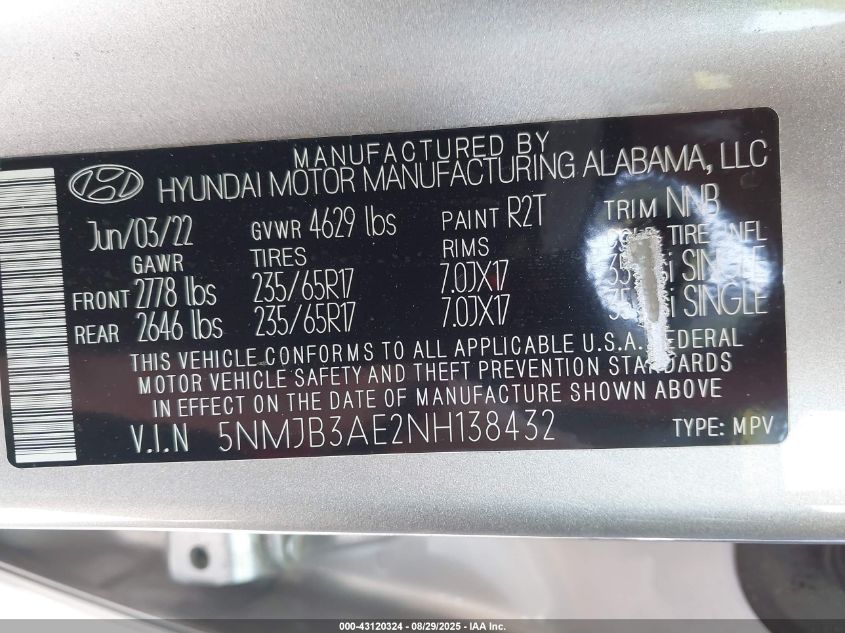 MANUFACTURED BY
HYUNDAI MOTOR MANUFACTURING ALABAMA, LLC
Jun/03/22 GVWR 4629 lbs PAINT R2T TRIM NNB
GAWR TIRES RIMS TIRE INFL
FRONT 2778 lbs 235/65R17 7.0JX17 SINGLE
REAR 2646 lbs 235/65R17 7.0JX17 SINGLE
THIS VEHICLE CONFORMS TO ALL APPLICABLE U.S.A. FEDERAL
MOTOR VEHICLE SAFETY AND THEFT PREVENTION STANDARDS
IN EFFECT ON THE DATE OF MANUFACTURE SHOWN ABOVE
V.I.N 5NMJB3AE2NH138432 TYPE: MPV
000-43120324 | 08/29/2025 | IAA Inc.